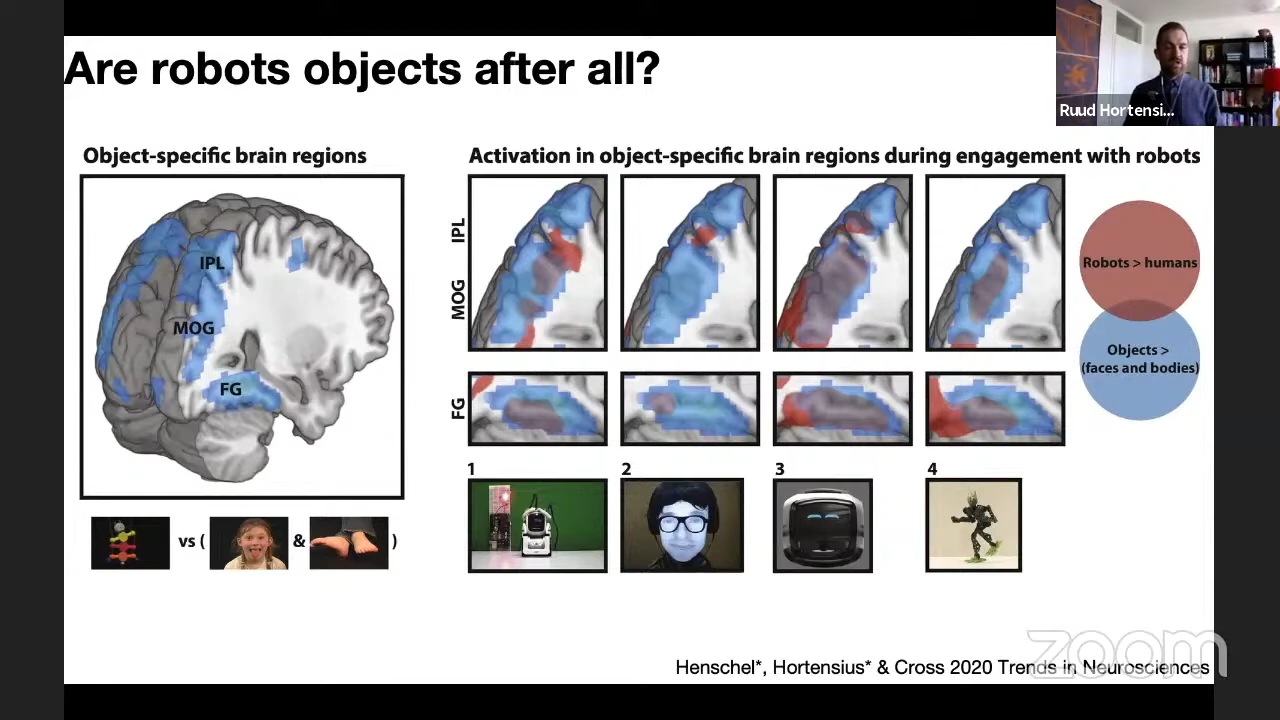 Are robots objects after all?
Ruud Hortensi...
Object-specific brain regions
Activation in object-specific brain regions during engagement with robots
IPL
MOG
FG
IPL
MOG
FG
Robots > humans
Objects >
(faces and bodies)
1
2
3
4
vs (
&
)
zoom
Henschel*, Hortensius* & Cross 2020 Trends in Neurosciences